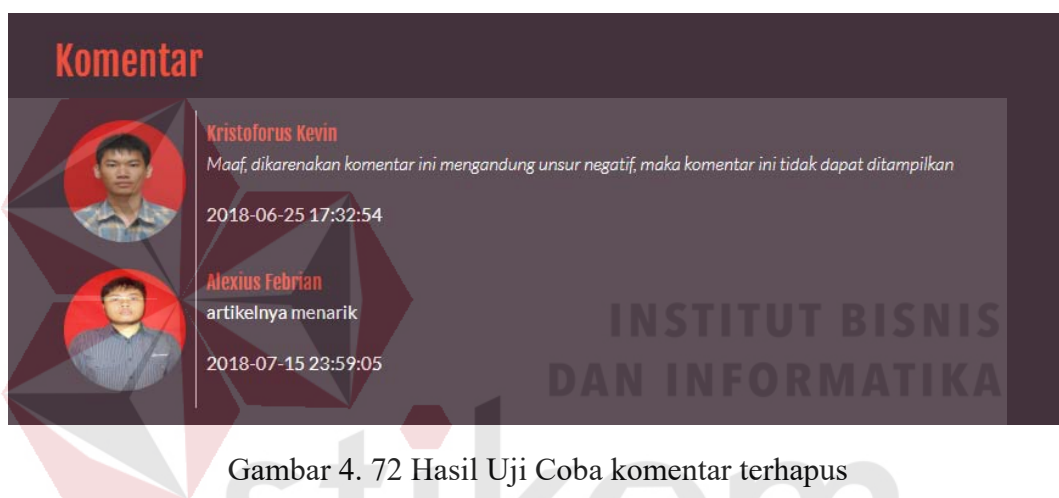 Komentar
Kristoforus Kevin
Maaf, dikarenakan komentar ini mengandung unsur negatif, maka komentar ini tidak dapat ditampilkan
2018-06-25 17:32:54
Alexius Febrian
artikelnya menarik
2018-07-15 23:59:05
INSTITUT BISNIS
DAN INFORMATIKA
stikom
Gambar 4. 72 Hasil Uji Coba komentar terhapus